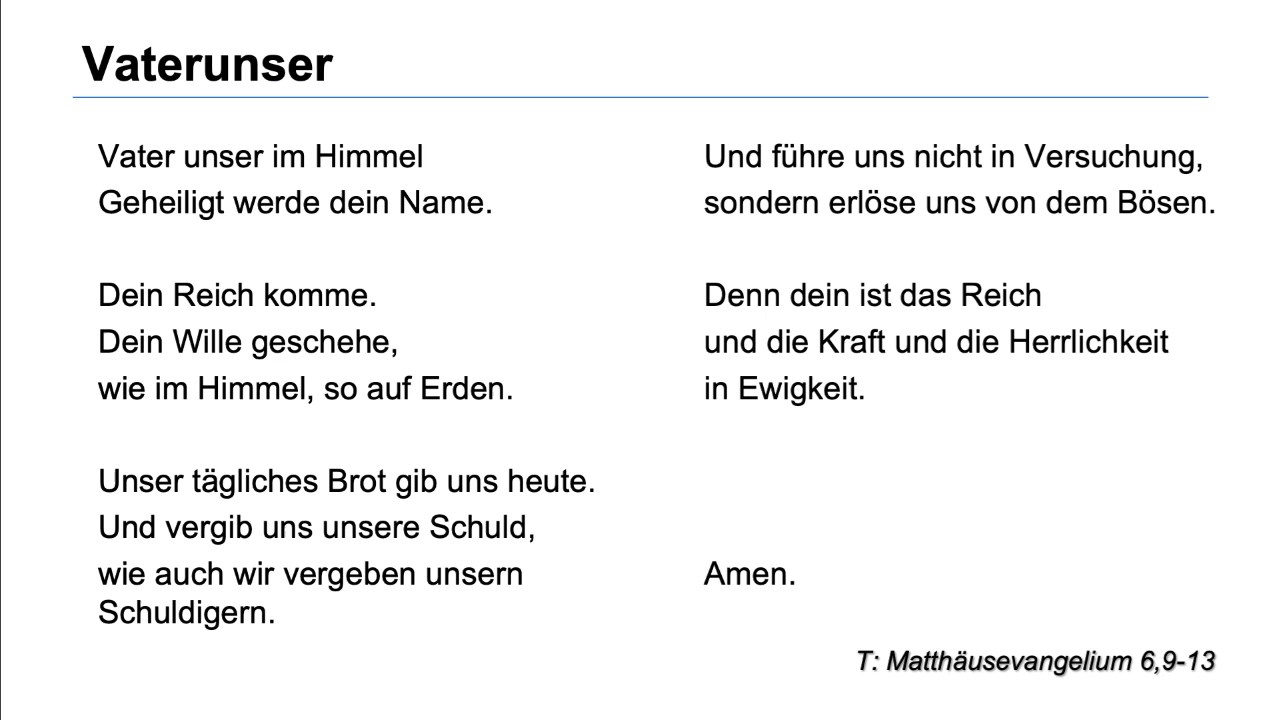 Vaterunser
Vater unser im Himmel
Geheiligt werde dein Name.
Dein Reich komme.
Dein Wille geschehe,
wie im Himmel, so auf Erden.
Unser tägliches Brot gib uns heute.
Und vergib uns unsere Schuld,
wie auch wir vergeben unsern
Schuldigern.
Und führe uns nicht in Versuchung,
sondern erlöse uns von dem Bösen.
Denn dein ist das Reich
und die Kraft und die Herrlichkeit
in Ewigkeit.
Amen.
T: Matthäusevangelium 6,9-13